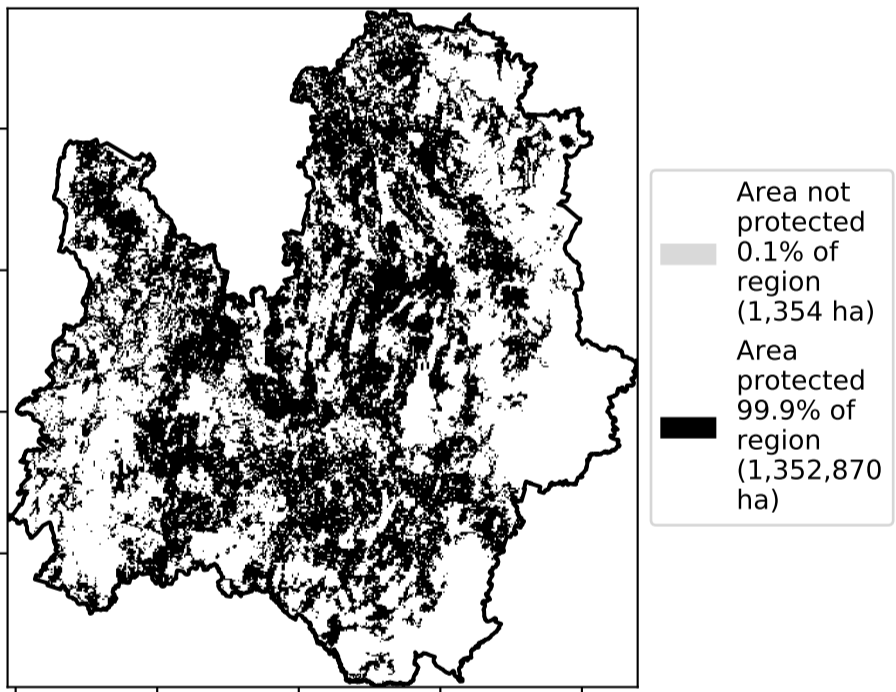 Area not
protected
0.1% of
region
(1,354 ha)
Area
protected
99.9% of
region
(1,352,870
ha)